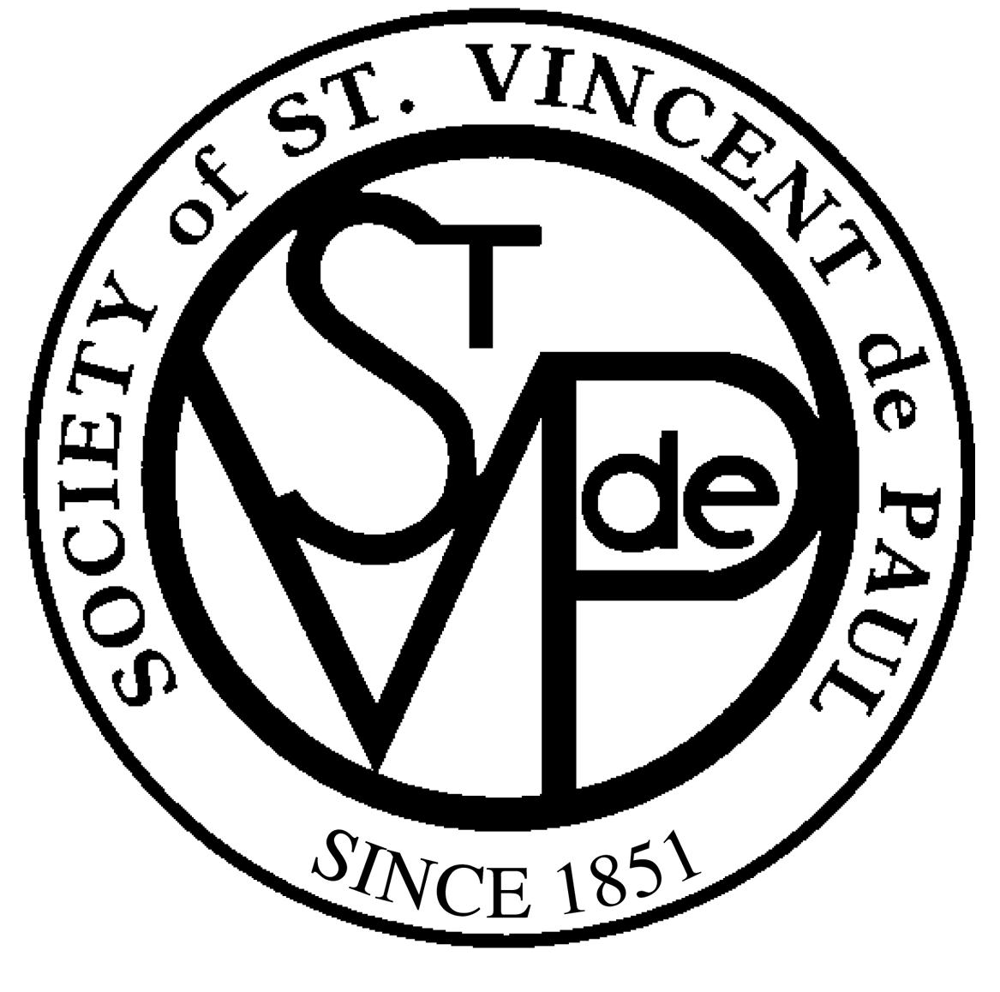 SOCIETY of ST. VINCENT de PAUL
ST
V de P
SINCE 1851